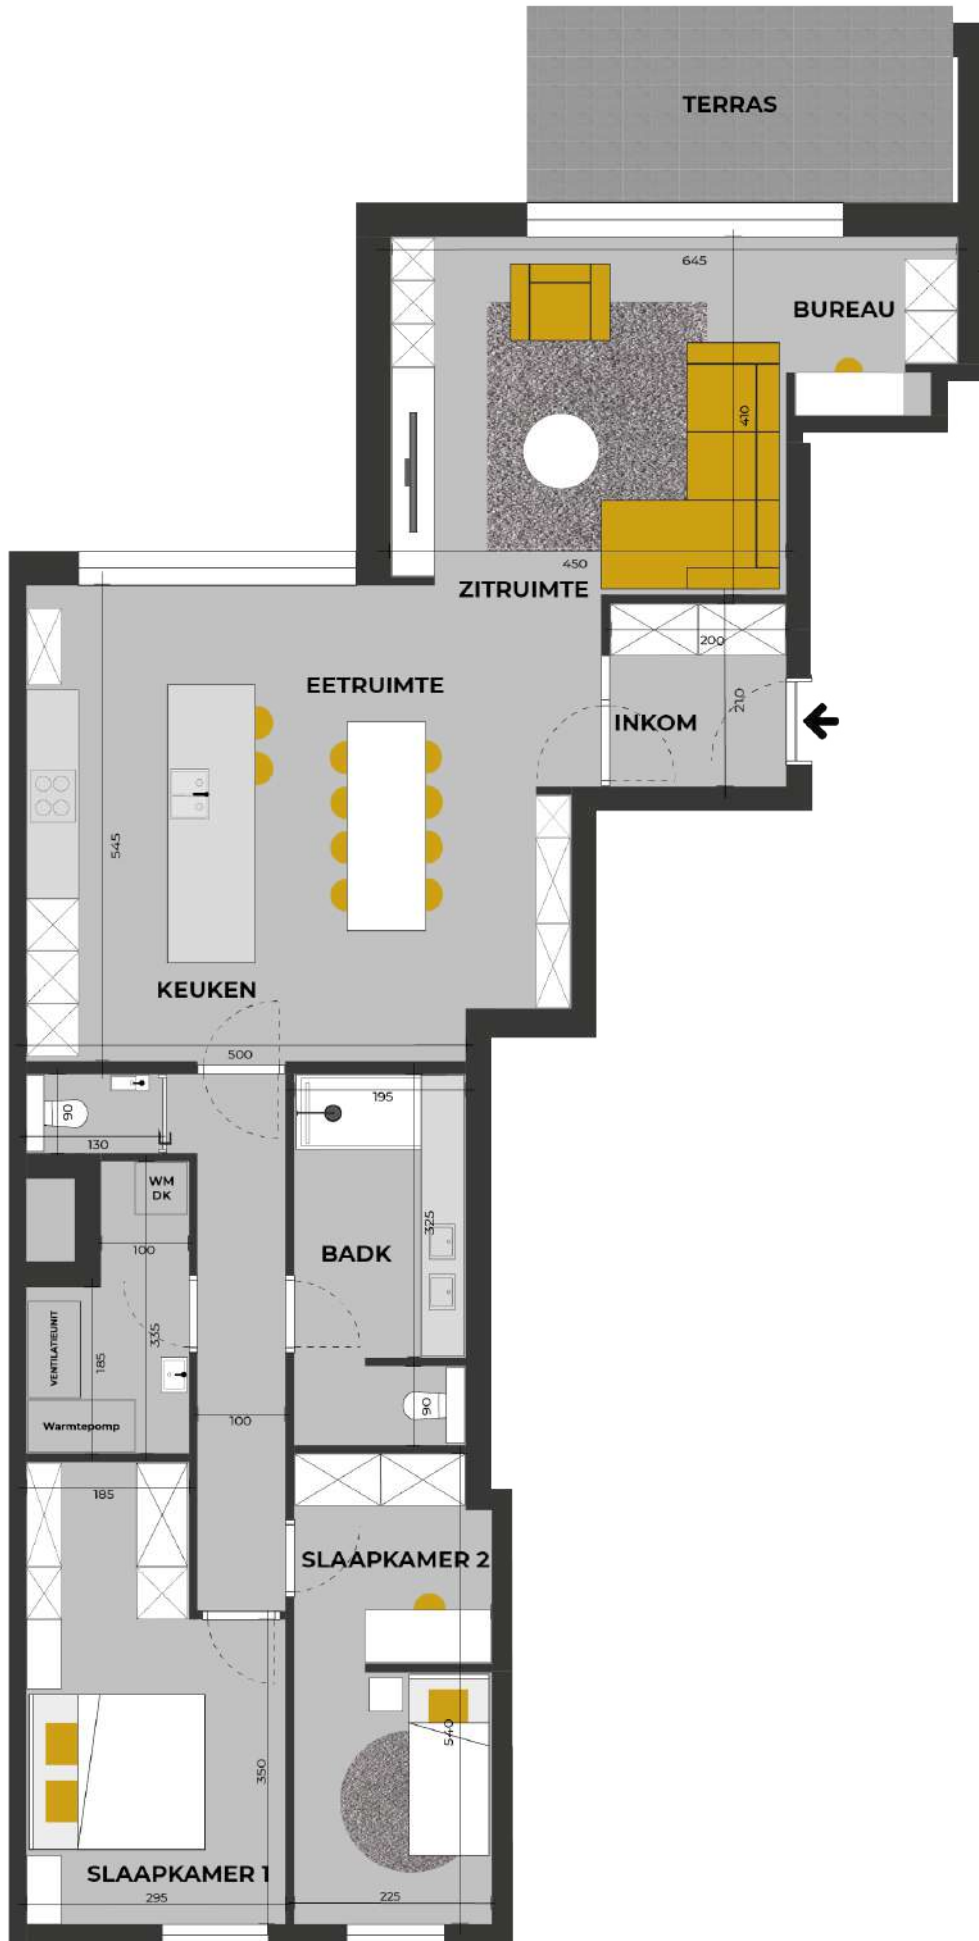 TERRAS
645
BUREAU
410
450
ZITRUIMTE
200
EETRUIMTE
210
INKOM
545
KEUKEN
500
90
195
130
WM
DK
325
100
BADK
VENTILATIEUNIT
335
185
90
100
Warmtepomp
185
SLAAPKAMER 2
540
350
SLAAPKAMER 1
295
225